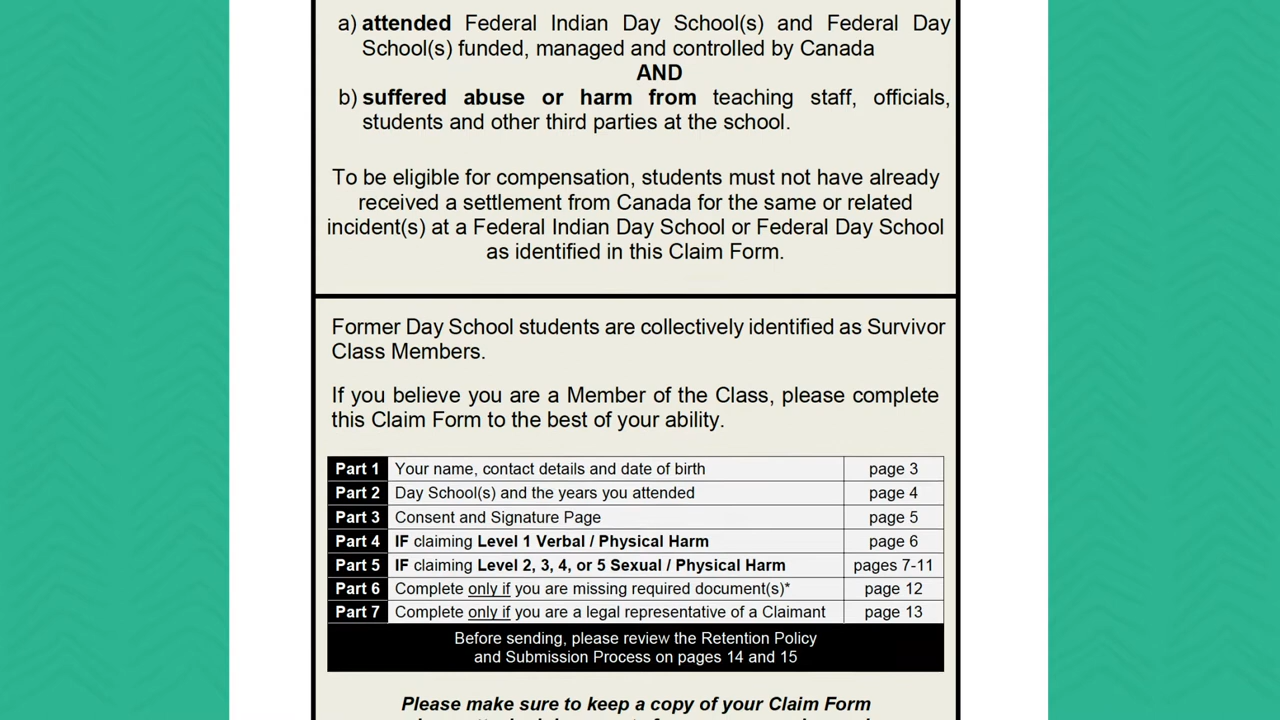 a) attended Federal Indian Day School(s) and Federal Day
School(s) funded, managed and controlled by Canada
AND
b) suffered abuse or harm from teaching staff, officials,
students and other third parties at the school.
To be eligible for compensation, students must not have already
received a settlement from Canada for the same or related
incident(s) at a Federal Indian Day School or Federal Day School
as identified in this Claim Form.
Former Day School students are collectively identified as Survivor
Class Members.
If you believe you are a Member of the Class, please complete
this Claim Form to the best of your ability.
Part 1 Your name, contact details and date of birth page 3
Part 2 Day School(s) and the years you attended page 4
Part 3 Consent and Signature Page page 5
Part 4 IF claiming Level 1 Verbal / Physical Harm page 6
Part 5 IF claiming Level 2, 3, 4, or 5 Sexual / Physical Harm pages 7-11
Part 6 Complete only if you are missing required document(s)* page 12
Part 7 Complete only if you are a legal representative of a Claimant page 13
Before sending, please review the Retention Policy
and Submission Process on pages 14 and 15
Please make sure to keep a copy of your Claim Form